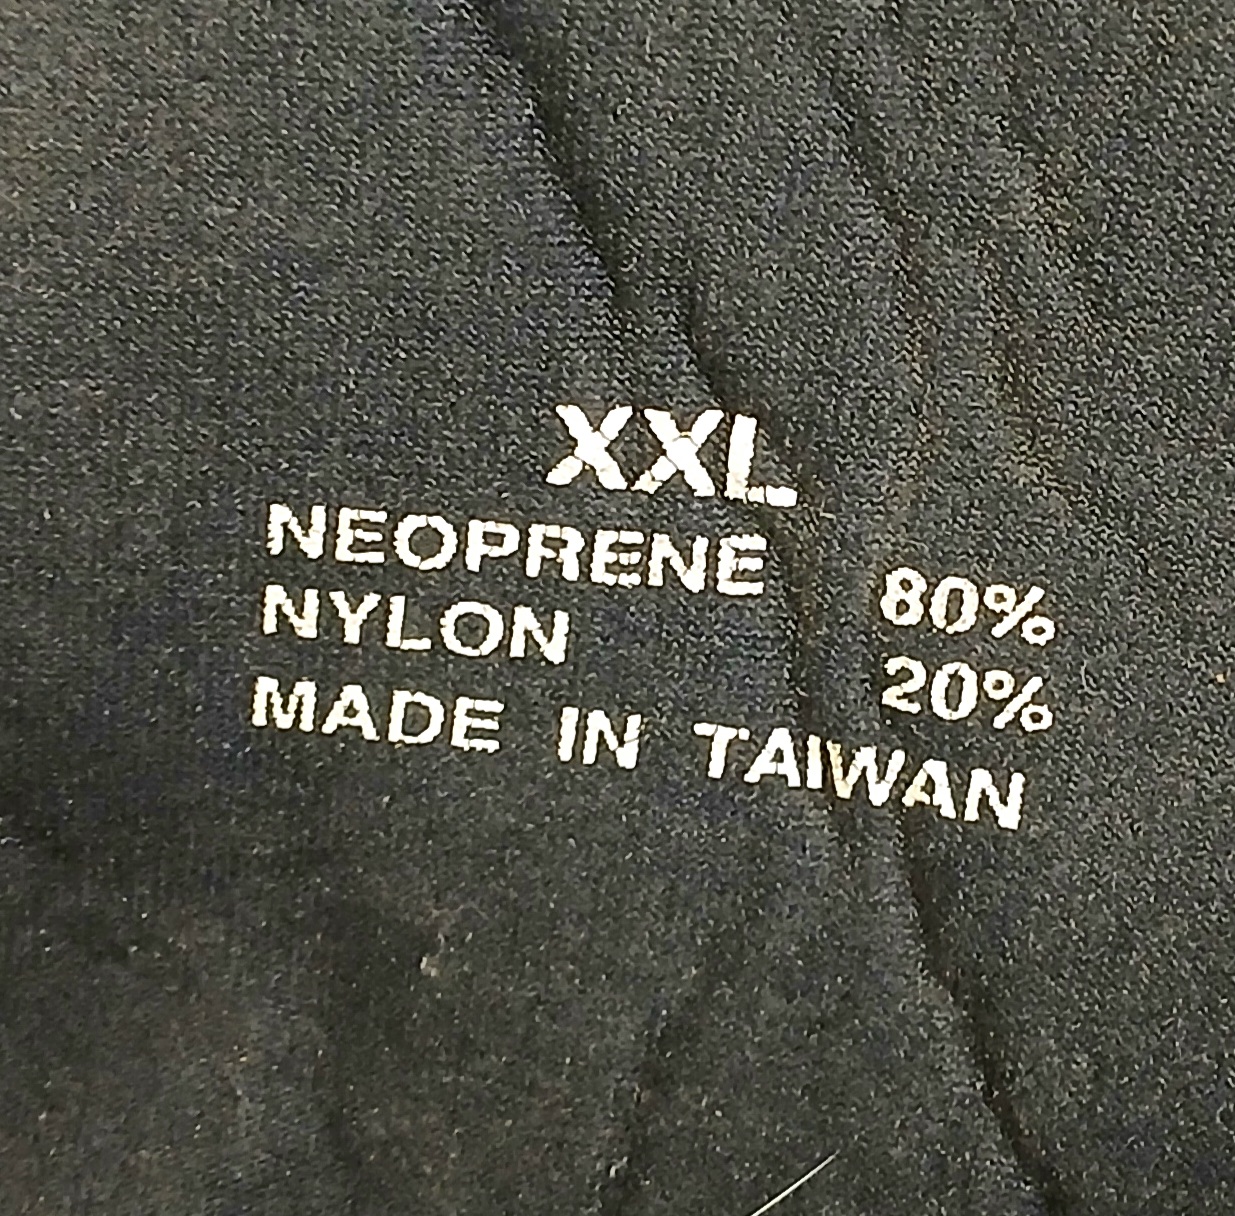 XXL
NEOPRENE 80%
NYLON 20%
MADE IN TAIWAN